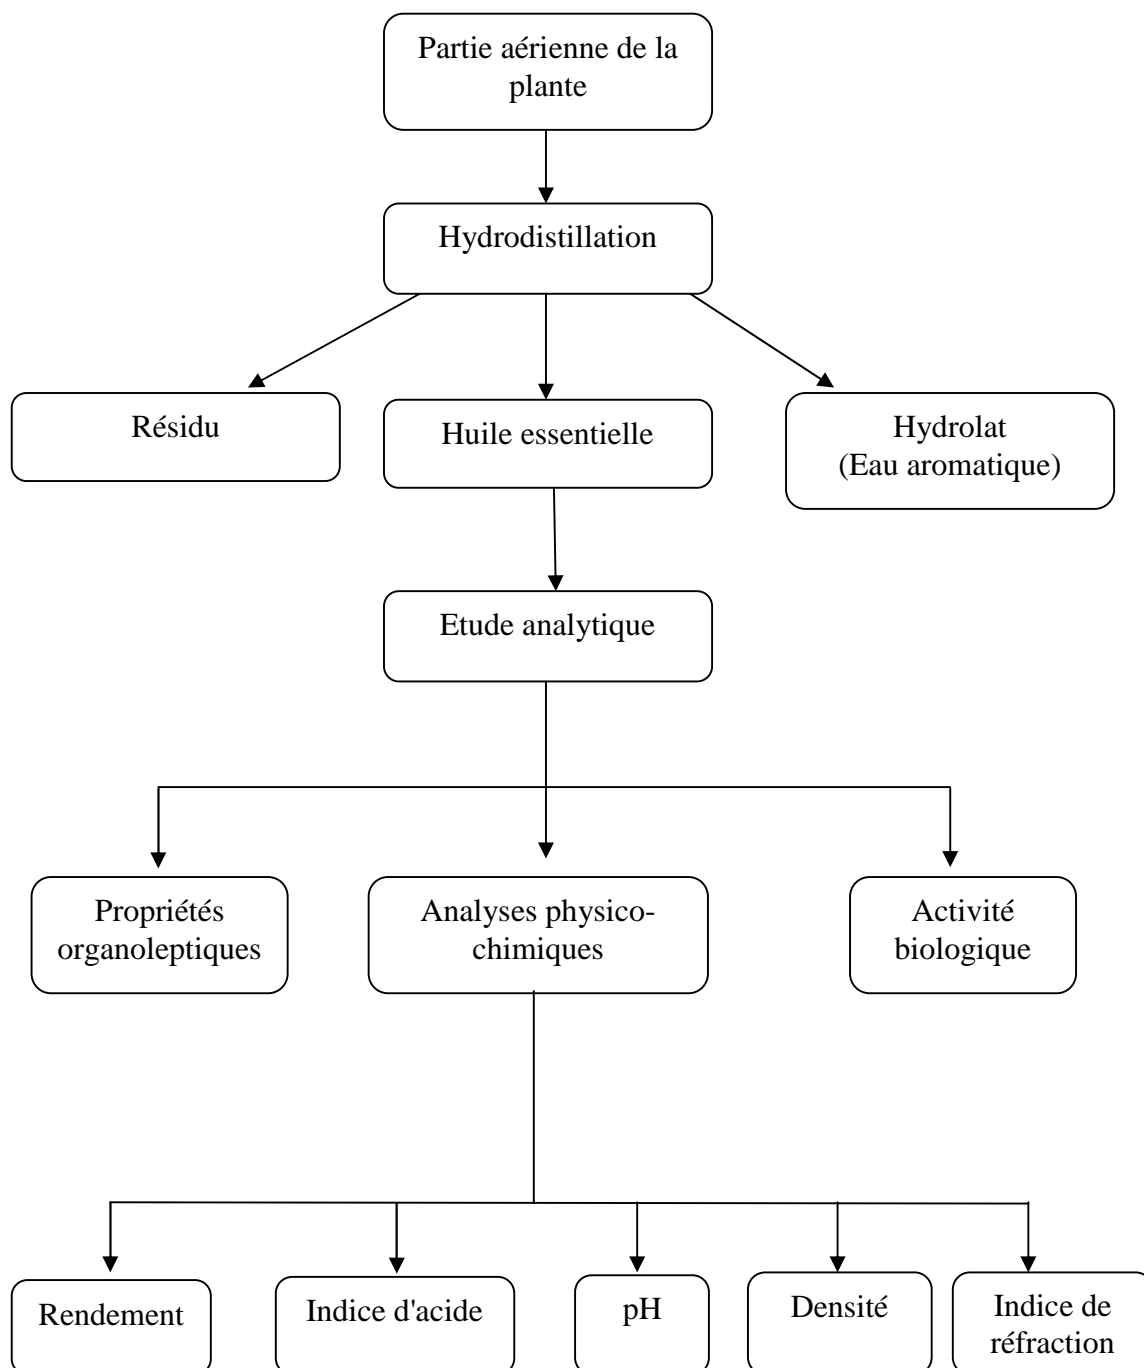 Partie aérienne de la
plante
Hydrodistillation
Résidu
Huile essentielle
Hydrolat
(Eau aromatique)
Etude analytique
Propriétés
organoleptiques
Analyses physico-
chimiques
Activité
biologique
Rendement
Indice d'acide
pH
Densité
Indice de
réfraction